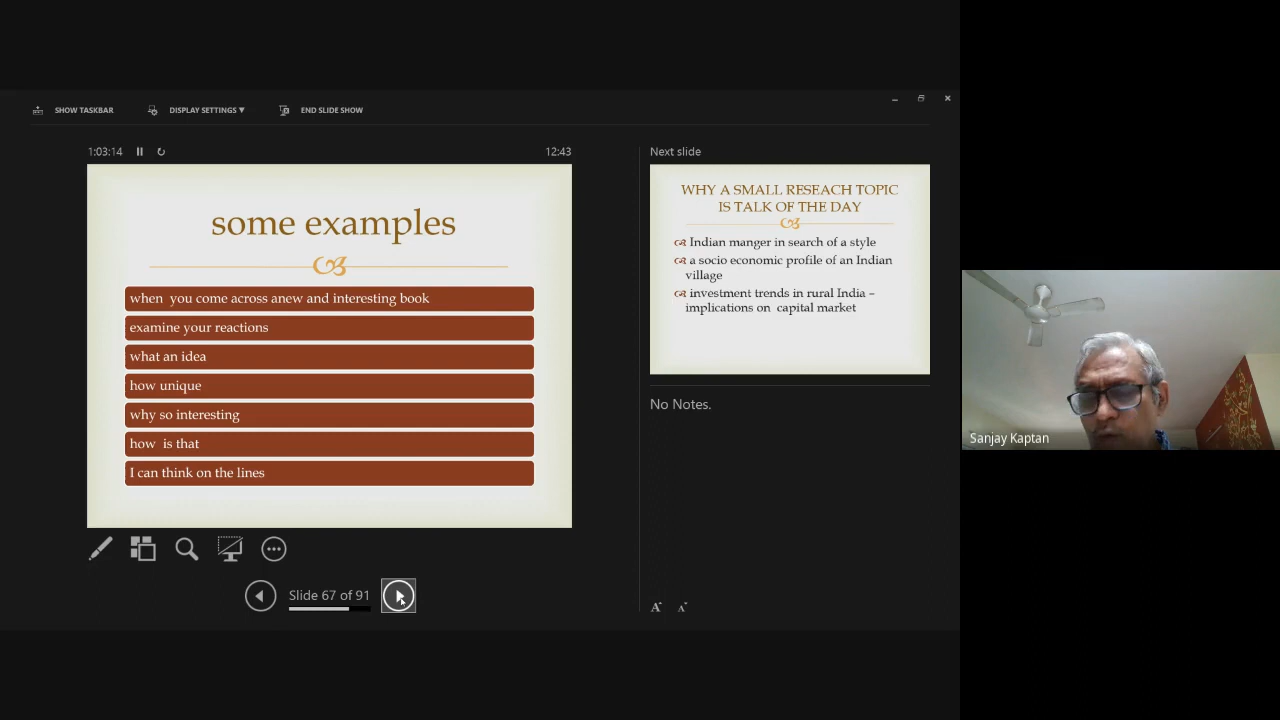 SHOW TASKBAR
DISPLAY SETTINGS ▼
END SLIDE SHOW
1:03:14
12:43
some examples
when  you come across anew and interesting book
examine your reactions
what an idea
how unique
why so interesting
how  is that
I can think on the lines
Slide 67 of 91
Next slide
WHY A SMALL RESEACH TOPIC
IS TALK OF THE DAY
Indian manger in search of a style
a socio economic profile of an Indian
village
investment trends in rural India –
implications on  capital market
No Notes.
A
A
Sanjay Kaptan